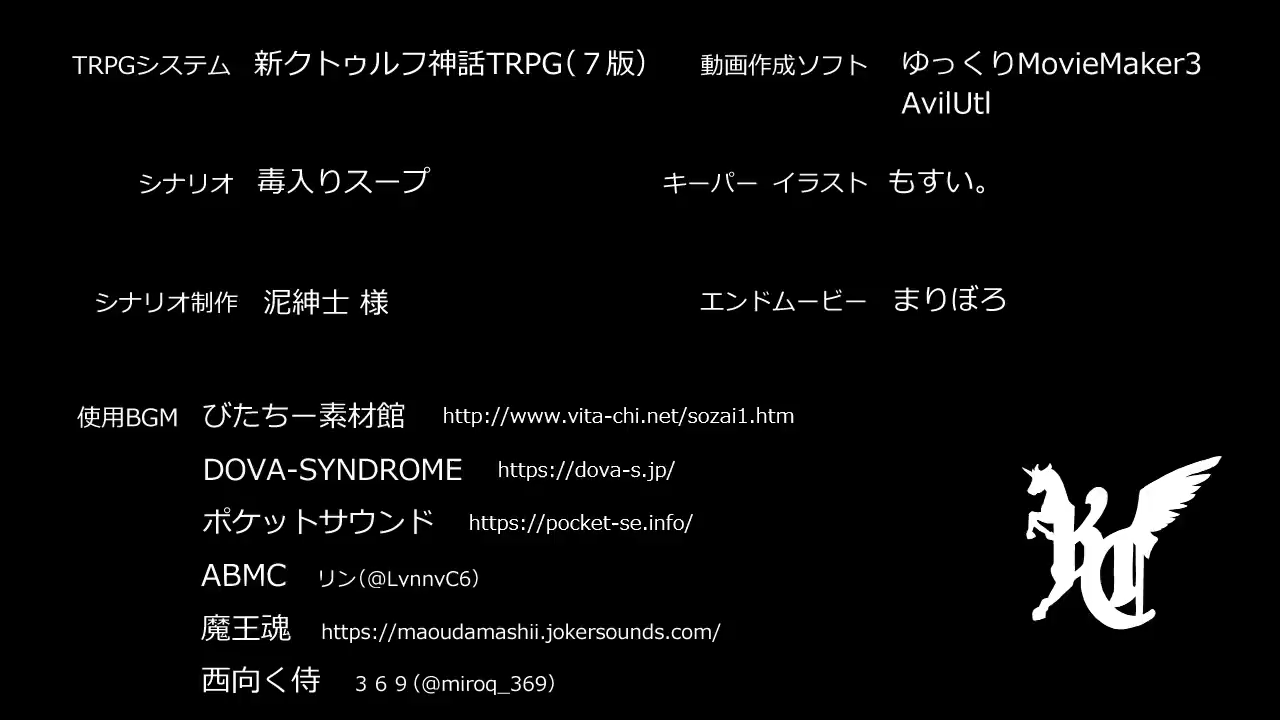 TRPGシステム 新クトゥルフ神話TRPG（７版） 動画作成ソフト ゆっくりMovieMaker3
AvilUtl
シナリオ 毒入りスープ キーパー イラスト もすい。
シナリオ制作 泥紳士 様 エンドムービー まりぼろ
使用BGM びたちー素材館 http://www.vita-chi.net/sozai1.htm
DOVA-SYNDROME https://dova-s.jp/
ポケットサウンド https://pocket-se.info/
ABMC リン（@LvnnvC6）
魔王魂 https://maoudamashii.jokersounds.com/
西向く侍 ３６９（@miroq_369）